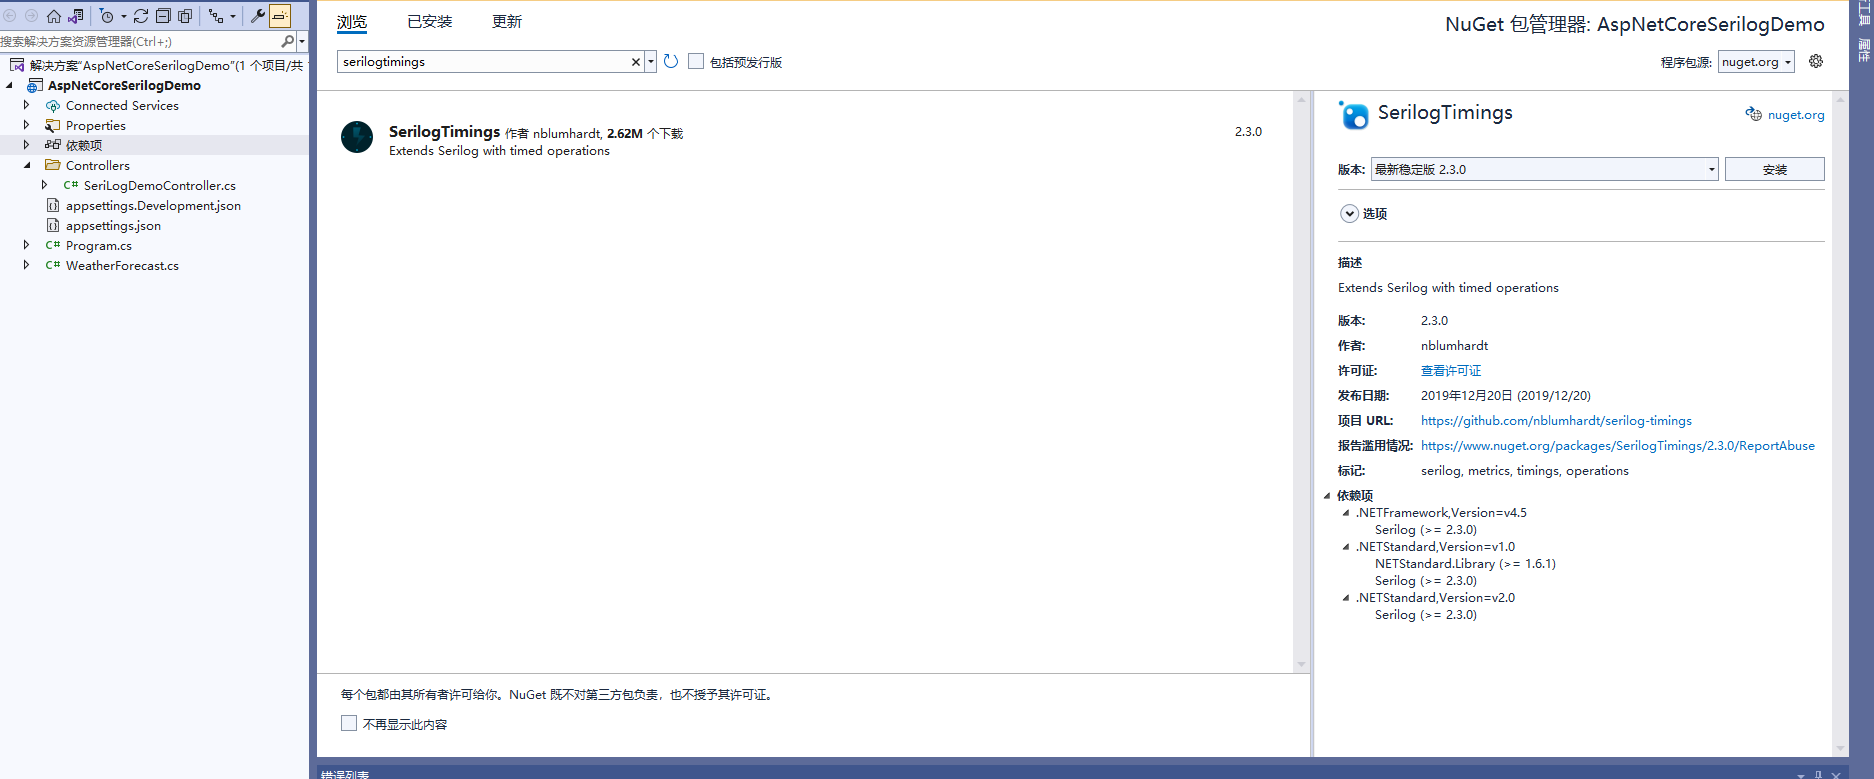 搜索解决方案资源管理器(Ctrl+;)
解决方案"AspNetCoreSerilogDemo"(1 个项目/共
AspNetCoreSerilogDemo
Connected Services
Properties
依赖项
Controllers
C# SeriLogDemoController.cs
appsettings.Development.json
appsettings.json
C# Program.cs
C# WeatherForecast.cs
浏览 已安装 更新
NuGet 包管理器: AspNetCoreSerilogDemo
serilogtimings
包括预发行版
程序包源: nuget.org
SerilogTimings 作者 nblumhardt, 2.62M 个下载
2.3.0
Extends Serilog with timed operations
每个包都由其所有者许可给你。NuGet 既不对第三方包负责，也不授予其许可证。
不再显示此内容
SerilogTimings
nuget.org
版本: 最新稳定版 2.3.0 安装
选项
描述
Extends Serilog with timed operations
版本: 2.3.0
作者: nblumhardt
许可证: 查看许可证
发布日期: 2019年12月20日 (2019/12/20)
项目 URL: https://github.com/nblumhardt/serilog-timings
报告滥用情况: https://www.nuget.org/packages/SerilogTimings/2.3.0/ReportAbuse
标记: serilog, metrics, timings, operations
依赖项
.NETFramework,Version=v4.5
Serilog (>= 2.3.0)
.NETStandard,Version=v1.0
NETStandard.Library (>= 1.6.1)
Serilog (>= 2.3.0)
.NETStandard,Version=v2.0
Serilog (>= 2.3.0)
工具
属性
错误列表